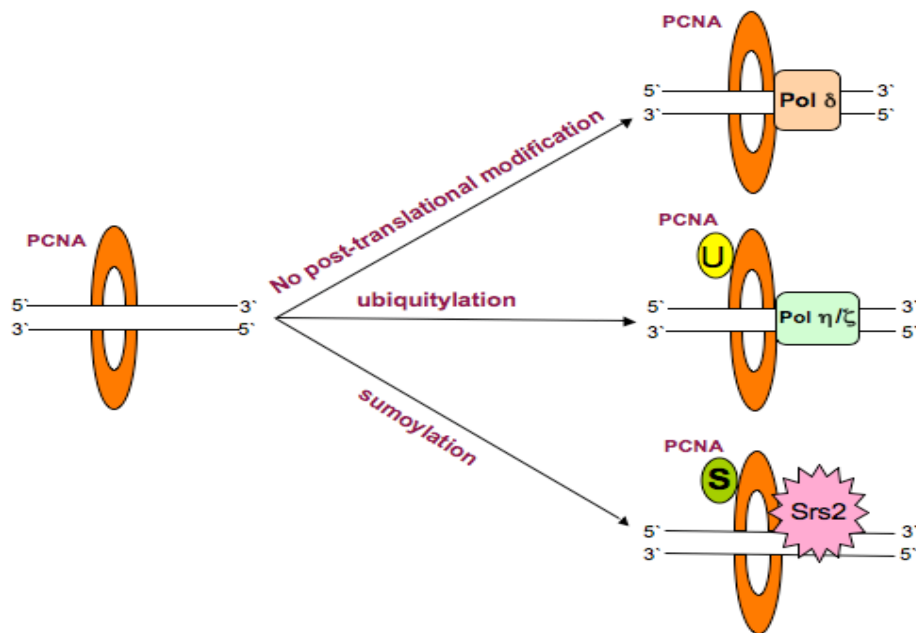 PCNA
5` 3`
3` 5`
No post-translational modification
ubiquitylation
sumoylation
PCNA
5` Pol δ 3`
3` 5`
PCNA
U
5` Pol η/ζ 3`
3` 5`
PCNA
S
Srs2
5` 3`
3` 5`